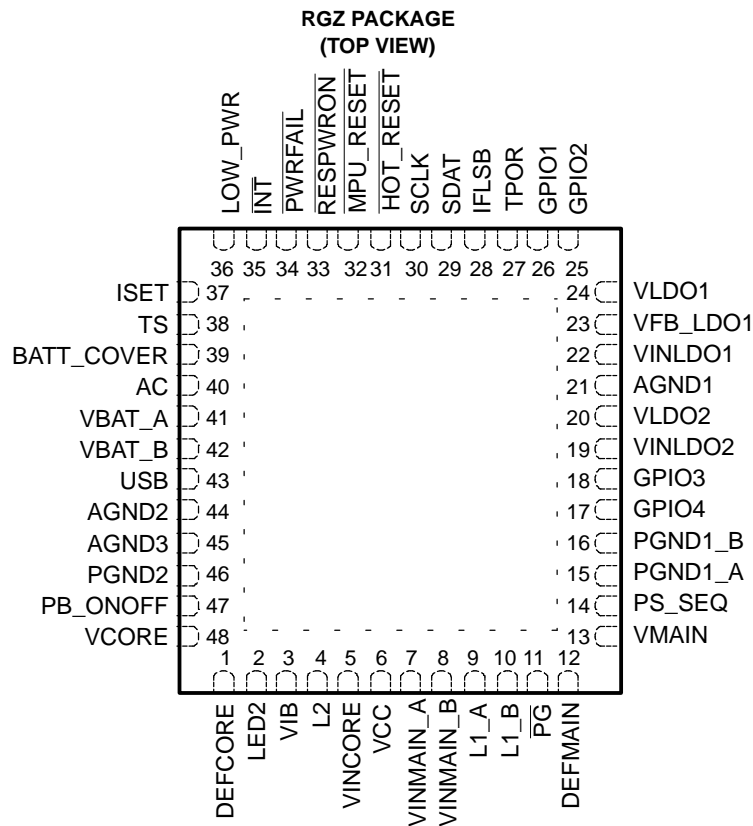 RGZ PACKAGE
(TOP VIEW)
LOW_PWR
INT
PWRFAIL
RESPWRON
MPU_RESET
HOT_RESET
SCLK
SDAT
IFLSB
TPOR
GPIO1
GPIO2
36 35 34 33 32 31 30 29 28 27 26 25
ISET 37 24 VLDO1
TS 38 23 VFB_LDO1
BATT_COVER 39 22 VINLDO1
AC 40 21 AGND1
VBAT_A 41 20 VLDO2
VBAT_B 42 19 VINLDO2
USB 43 18 GPIO3
AGND2 44 17 GPIO4
AGND3 45 16 PGND1_B
PGND2 46 15 PGND1_A
PB_ONOFF 47 14 PS_SEQ
VCORE 48 13 VMAIN
1 2 3 4 5 6 7 8 9 10 11 12
DEFCORE
LED2
VIB
L2
VINCORE
VCC
VINMAIN_A
VINMAIN_B
L1_A
L1_B
PG
DEFMAIN